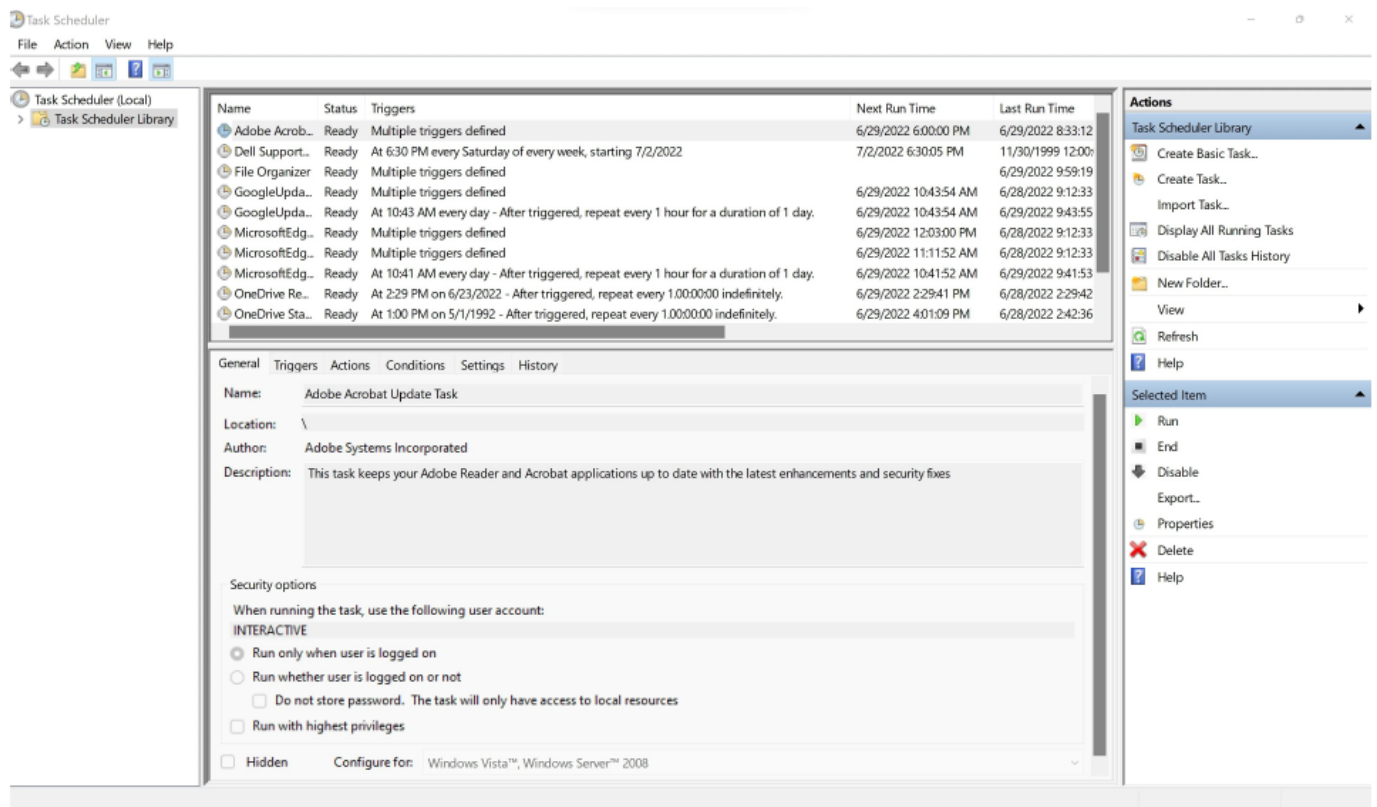 Task Scheduler
File Action View Help
Task Scheduler (Local)
Task Scheduler Library
Name Status Triggers Next Run Time Last Run Time
Adobe Acrob... Ready Multiple triggers defined 6/29/2022 6:00:00 PM 6/29/2022 8:33:12
Dell Support... Ready At 6:30 PM every Saturday of every week, starting 7/2/2022 7/2/2022 6:30:05 PM 11/30/1999 12:00:
File Organizer Ready Multiple triggers defined 6/29/2022 9:59:19
GoogleUpda... Ready Multiple triggers defined 6/29/2022 10:43:54 AM 6/28/2022 9:12:33
GoogleUpda... Ready At 10:43 AM every day - After triggered, repeat every 1 hour for a duration of 1 day. 6/29/2022 10:43:54 AM 6/29/2022 9:43:55
MicrosoftEdg... Ready Multiple triggers defined 6/29/2022 12:03:00 PM 6/28/2022 9:12:33
MicrosoftEdg... Ready Multiple triggers defined 6/29/2022 11:11:52 AM 6/28/2022 9:12:33
MicrosoftEdg... Ready At 10:41 AM every day - After triggered, repeat every 1 hour for a duration of 1 day. 6/29/2022 10:41:52 AM 6/29/2022 9:41:53
OneDrive Re... Ready At 2:29 PM on 6/23/2022 - After triggered, repeat every 1.00:00:00 indefinitely. 6/29/2022 2:29:41 PM 6/28/2022 2:29:42
OneDrive Sta... Ready At 1:00 PM on 5/1/1992 - After triggered, repeat every 1.00:00:00 indefinitely. 6/29/2022 4:01:09 PM 6/28/2022 2:42:36
General Triggers Actions Conditions Settings History
Name: Adobe Acrobat Update Task
Location: \
Author: Adobe Systems Incorporated
Description: This task keeps your Adobe Reader and Acrobat applications up to date with the latest enhancements and security fixes
Security options
When running the task, use the following user account:
INTERACTIVE
Run only when user is logged on
Run whether user is logged on or not
Do not store password. The task will only have access to local resources
Run with highest privileges
Hidden Configure for: Windows Vista™, Windows Server™ 2008
Actions
Task Scheduler Library
Create Basic Task...
Create Task...
Import Task...
Display All Running Tasks
Disable All Tasks History
New Folder...
View
Refresh
Help
Selected Item
Run
End
Disable
Export...
Properties
Delete
Help